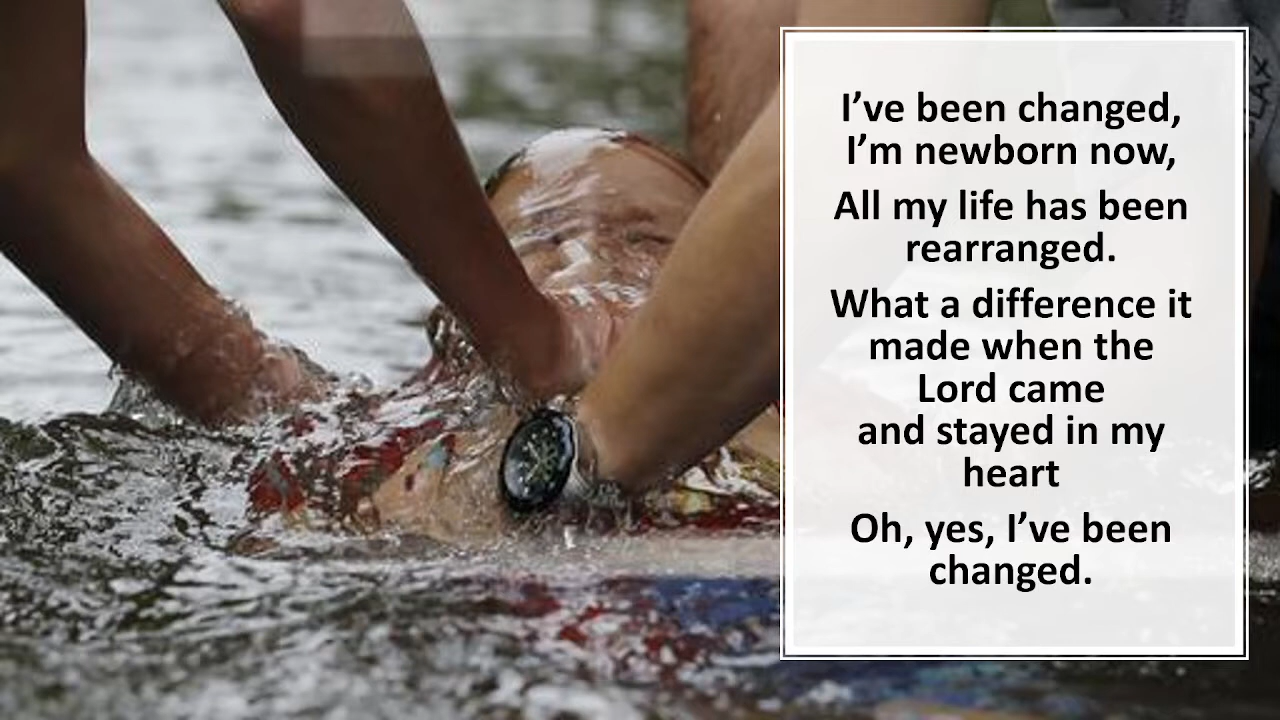 I've been changed,
I'm newborn now,
All my life has been
rearranged.
What a difference it
made when the
Lord came
and stayed in my
heart
Oh, yes, I've been
changed.